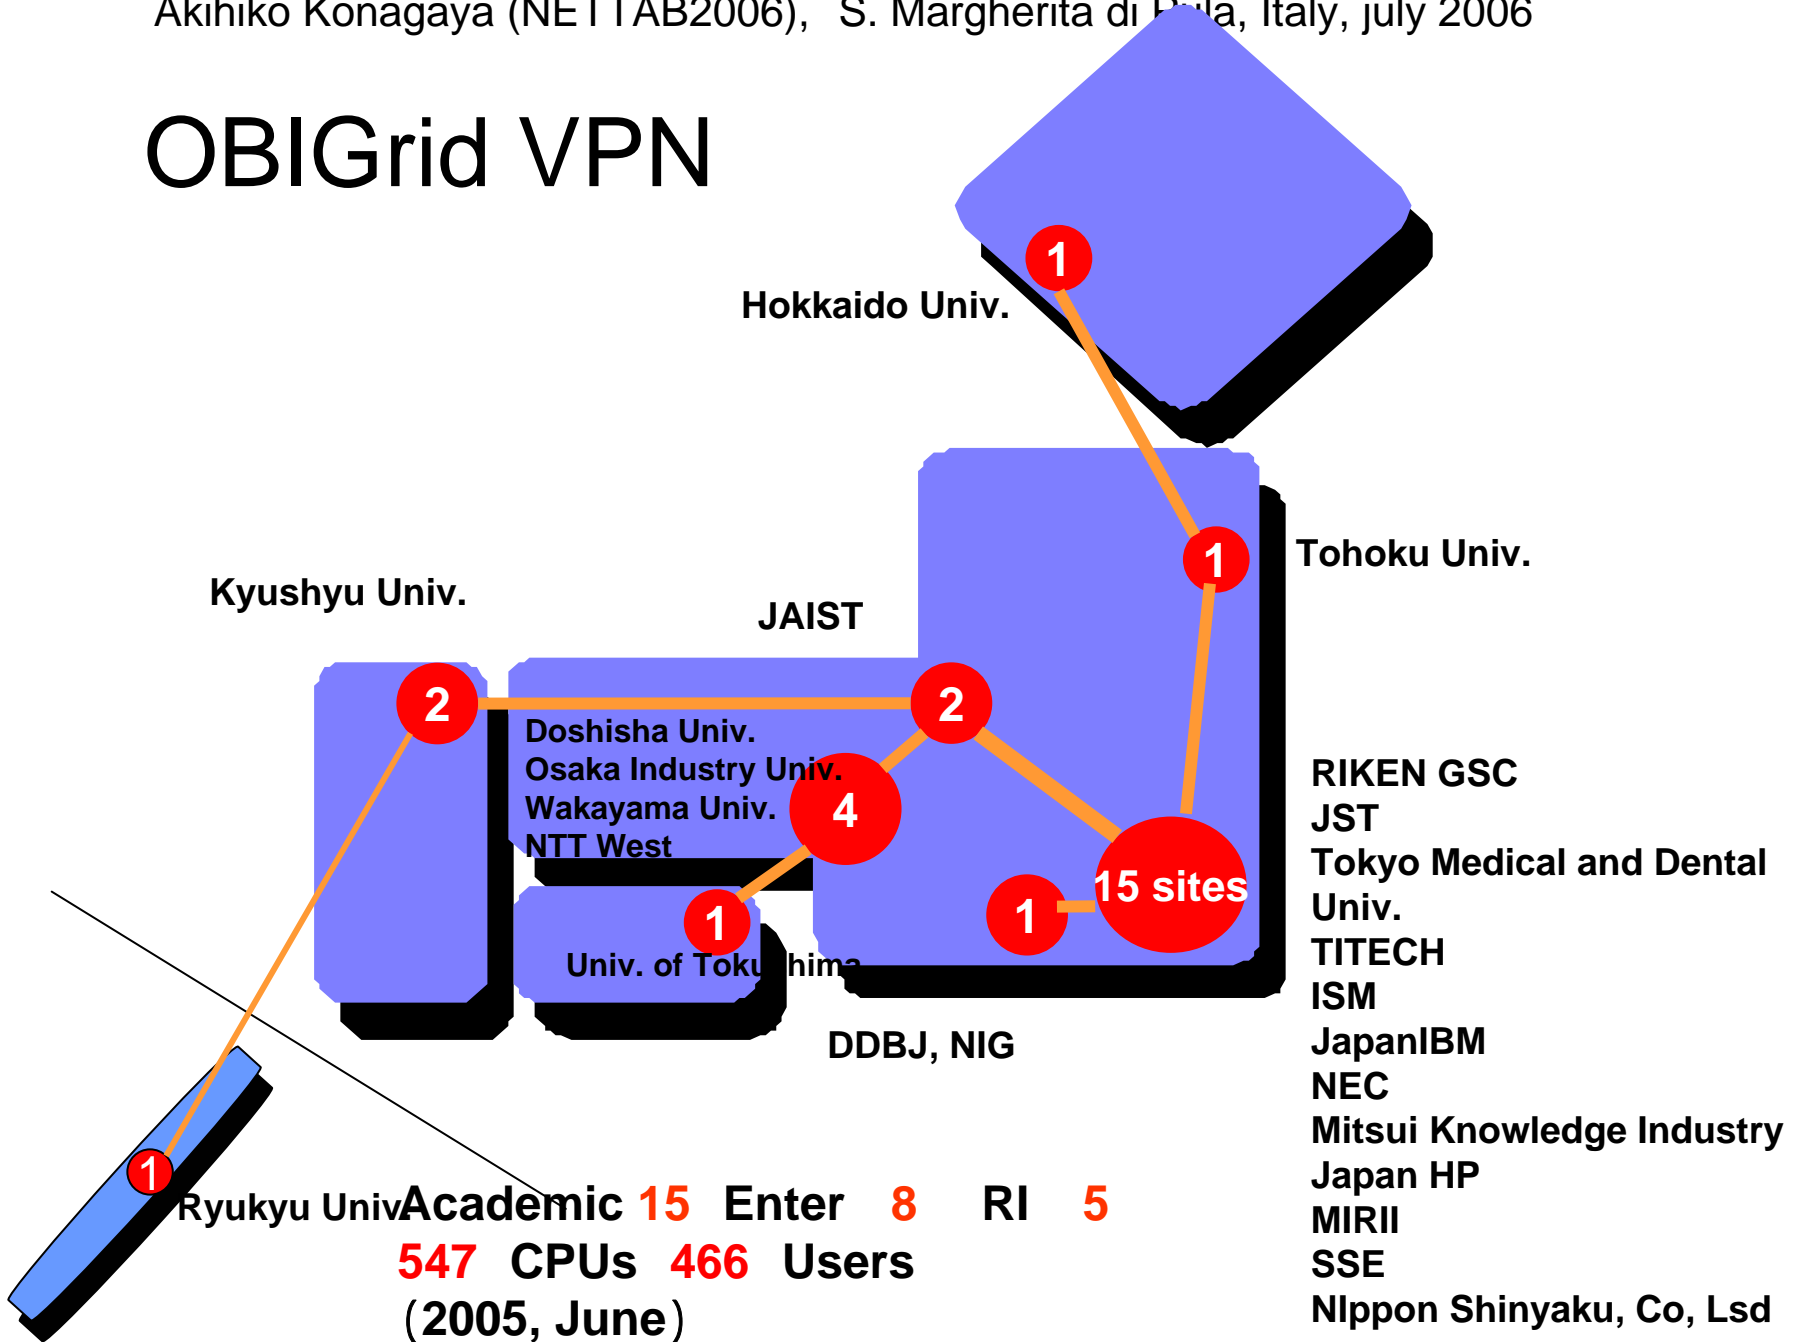 Akihiko Konagaya (NETTAB2006), S. Margherita di Pula, Italy, july 2006
OBIGrid VPN
1
Hokkaido Univ.
1
Tohoku Univ.
Kyushyu Univ.
JAIST
2
2
Doshisha Univ.
Osaka Industry Univ.
Wakayama Univ.
NTT West
4
15 sites
1
1
Univ. of Tokushima
DDBJ, NIG
RIKEN GSC
JST
Tokyo Medical and Dental
Univ.
TITECH
ISM
JapanIBM
NEC
Mitsui Knowledge Industry
Japan HP
MIRII
SSE
NIppon Shinyaku, Co, Lsd
1
Ryukyu Univ.
Academic 15 Enter 8 RI 5
547 CPUs 466 Users
(2005, June)